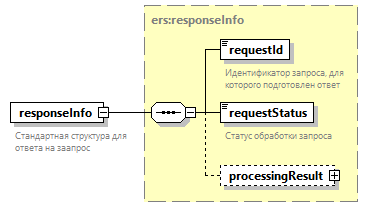 ers:responseInfo
requestId
Идентификатор запроса, для
которого подготовлен ответ
responseInfo
Стандартная структура для
ответа на заапрос
requestStatus
Статус обработки запроса
processingResult